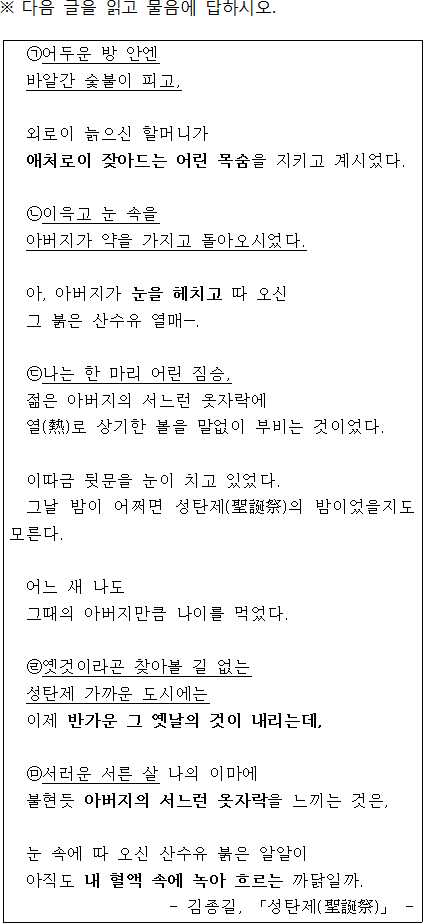 ※ 다음 글을 읽고 물음에 답하시오.
㉠어두운 방 안엔
바알간 숯불이 피고,
외로이 늙으신 할머니가
애처로이 잦아드는 어린 목숨을 지키고 계시었다.
㉡이윽고 눈 속을
아버지가 약을 가지고 돌아오시었다.
아, 아버지가 눈을 헤치고 따 오신
그 붉은 산수유 열매─.
㉢나는 한 마리 어린 짐승,
젊은 아버지의 서느런 옷자락에
열(熱)로 상기한 볼을 말없이 부비는 것이었다.
이따금 뒷문을 눈이 치고 있었다.
그날 밤이 어쩌면 성탄제(聖誕祭)의 밤이었을지도
모른다.
어느 새 나도
그때의 아버지만큼 나이를 먹었다.
㉣옛것이라곤 찾아볼 길 없는
성탄제 가까운 도시에는
이제 반가운 그 옛날의 것이 내리는데,
㉤서러운 서른 살 나의 이마에
불현듯 아버지의 서느런 옷자락을 느끼는 것은,
눈 속에 따 오신 산수유 붉은 알알이
아직도 내 혈액 속에 녹아 흐르는 까닭일까.
- 김종길, 「성탄제(聖誕祭)」 -